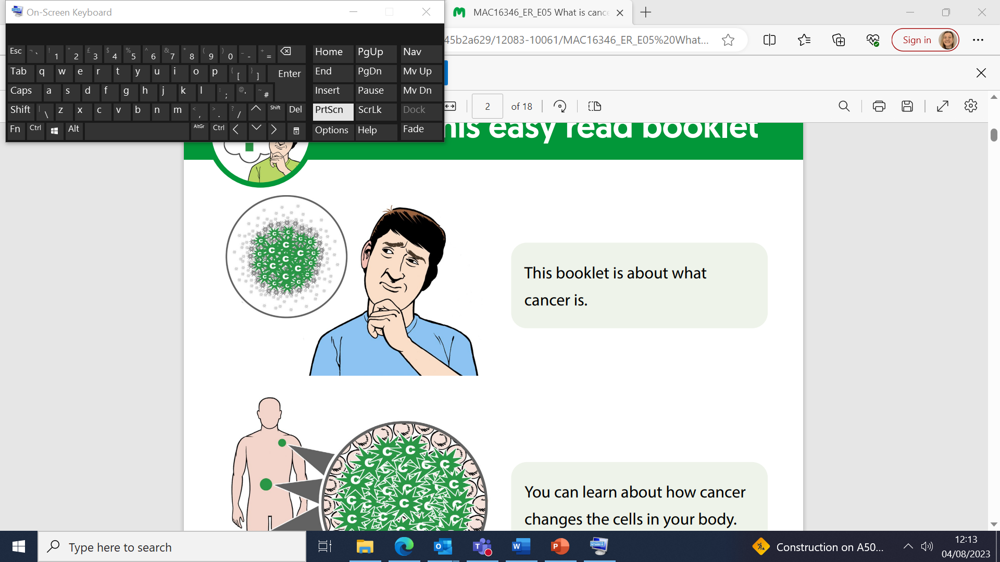 On-Screen Keyboard
MAC16346_ER_E05 What is cance
45b2a629/12083-10061/MAC16346_ER_E05%20What...
Sign in
Esc ¬ ` ! 1 " 2 £ 3 $ 4 % 5 ^ 6 & 7 * 8 ( 9 ) 0 _ - + = Home PgUp Nav
Tab q w e r t y u i o p { [ } ] Enter End PgDn Mv Up
Caps a s d f g h j k l : ; @ ' ~ # Insert Pause Mv Dn
Shift | \ z x c v b n m < , > . ? / Shift Del PrtScn ScrLk Dock
Fn Ctrl Alt AltGr Ctrl Options Help Fade
2 of 18
his easy read booklet
This booklet is about what
cancer is.
You can learn about how cancer
changes the cells in your body.
Type here to search
Construction on A50...
12:13
04/08/2023